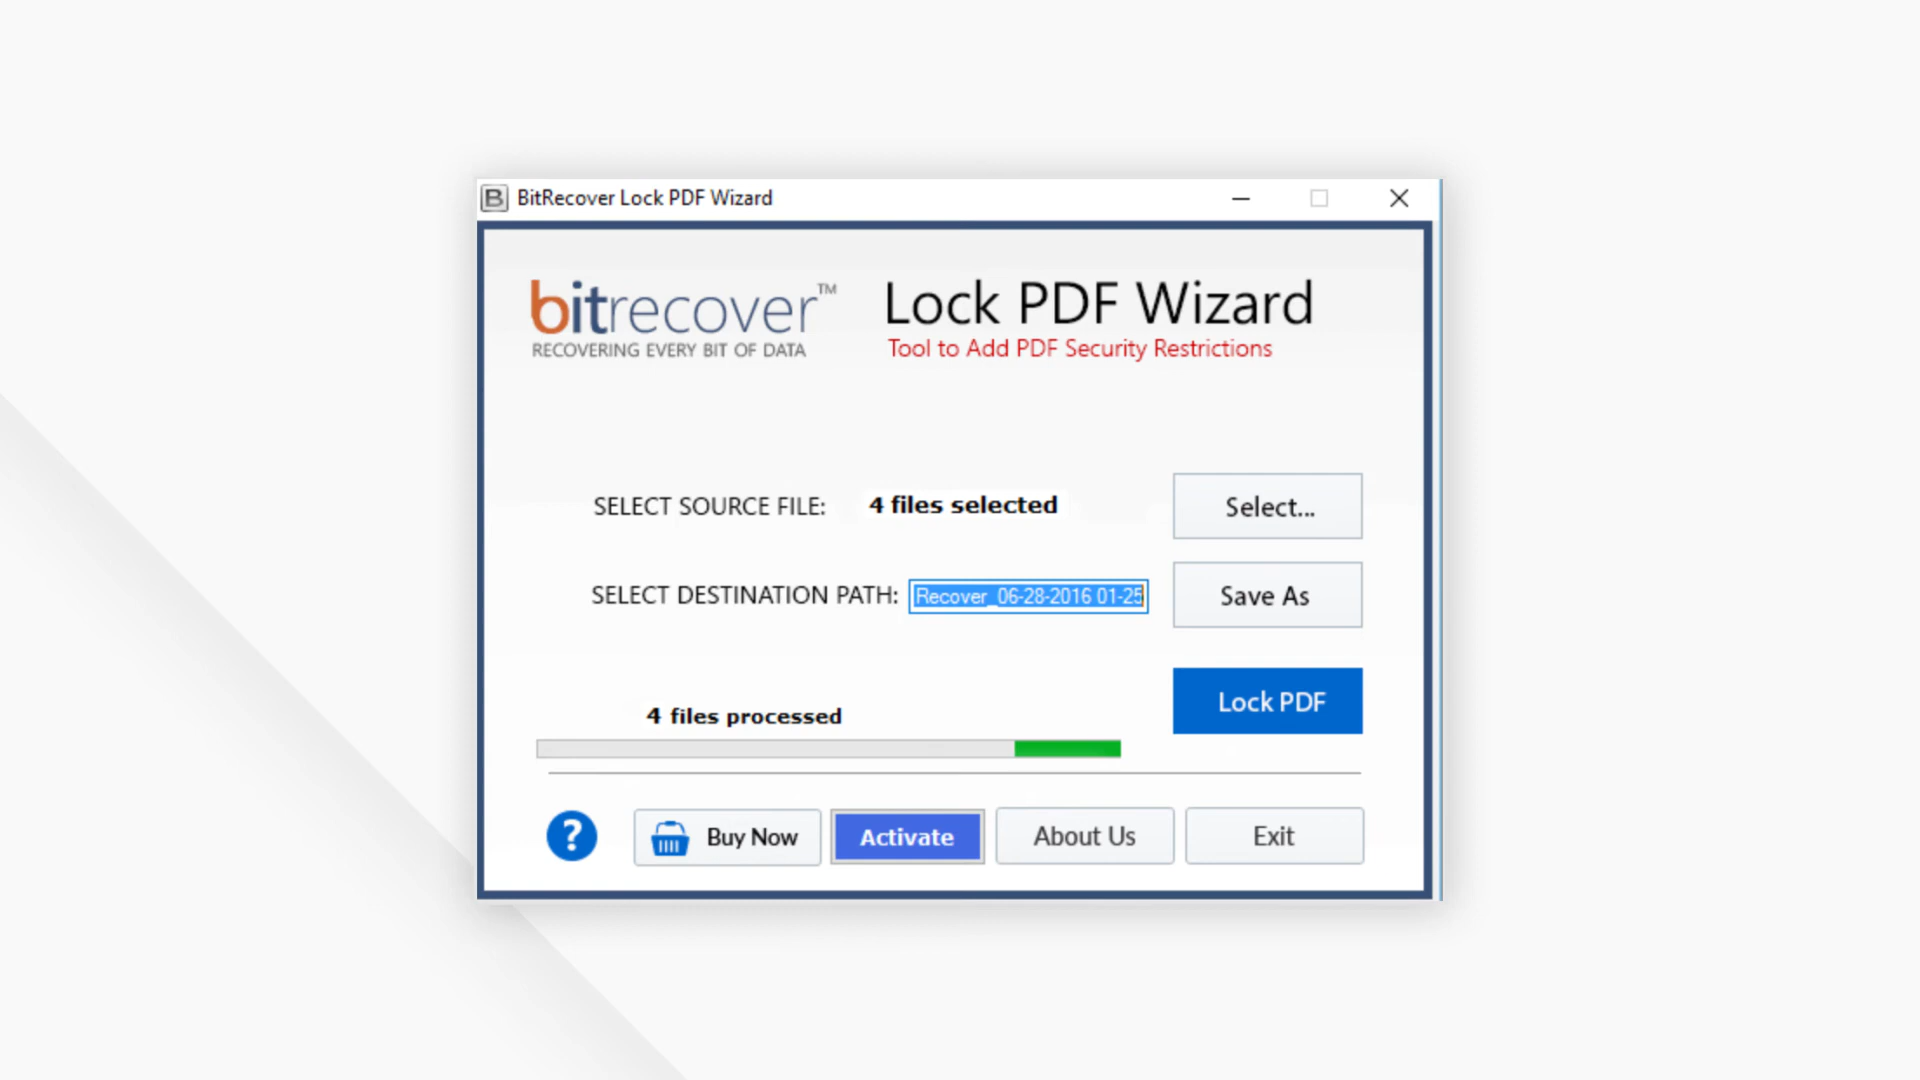 BitRecover Lock PDF Wizard
bitrecover™
RECOVERING EVERY BIT OF DATA
Lock PDF Wizard
Tool to Add PDF Security Restrictions
SELECT SOURCE FILE: 4 files selected Select...
SELECT DESTINATION PATH: Recover_06-28-2016 01-25 Save As
Lock PDF
4 files processed
? Buy Now Activate About Us Exit